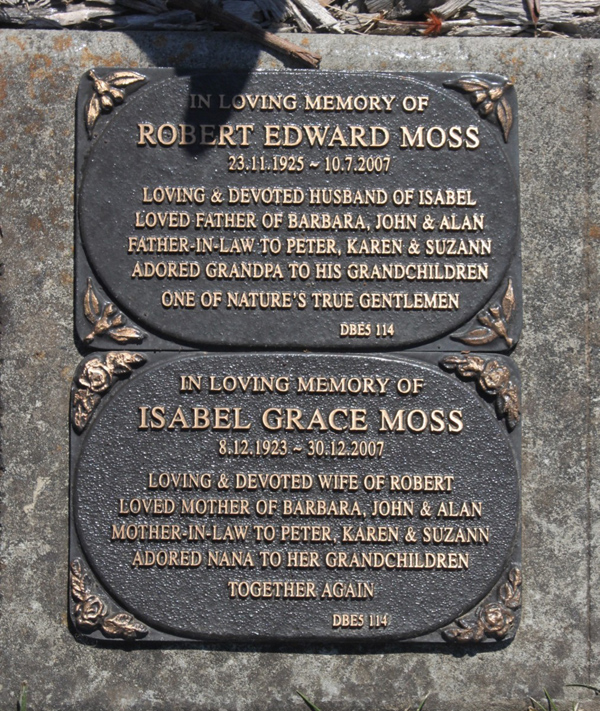 IN LOVING MEMORY OF
ROBERT EDWARD MOSS
23.11.1925 ~ 10.7.2007
LOVING & DEVOTED HUSBAND OF ISABEL
LOVED FATHER OF BARBARA, JOHN & ALAN
FATHER-IN-LAW TO PETER, KAREN & SUZANN
ADORED GRANDPA TO HIS GRANDCHILDREN
ONE OF NATURE'S TRUE GENTLEMEN
DBE5 114
IN LOVING MEMORY OF
ISABEL GRACE MOSS
8.12.1923 ~ 30.12.2007
LOVING & DEVOTED WIFE OF ROBERT
LOVED MOTHER OF BARBARA, JOHN & ALAN
MOTHER-IN-LAW TO PETER, KAREN & SUZANN
ADORED NANA TO HER GRANDCHILDREN
TOGETHER AGAIN
DBE5 114